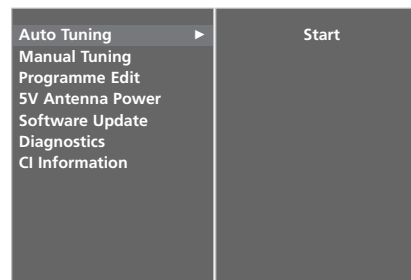 Auto Tuning ►
Start
Manual Tuning
Programme Edit
5V Antenna Power
Software Update
Diagnostics
CI Information